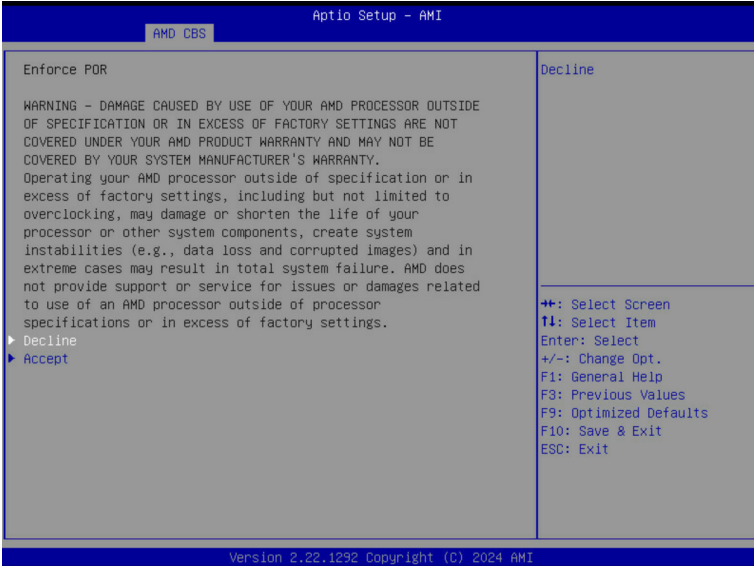 Aptio Setup - AMI
AMD CBS
Enforce POR
WARNING - DAMAGE CAUSED BY USE OF YOUR AMD PROCESSOR OUTSIDE
OF SPECIFICATION OR IN EXCESS OF FACTORY SETTINGS ARE NOT
COVERED UNDER YOUR AMD PRODUCT WARRANTY AND MAY NOT BE
COVERED BY YOUR SYSTEM MANUFACTURER'S WARRANTY.
Operating your AMD processor outside of specification or in
excess of factory settings, including but not limited to
overclocking, may damage or shorten the life of your
processor or other system components, create system
instabilities (e.g., data loss and corrupted images) and in
extreme cases may result in total system failure. AMD does
not provide support or service for issues or damages related
to use of an AMD processor outside of processor
specifications or in excess of factory settings.
Decline
Accept
Decline
→←: Select Screen
↑↓: Select Item
Enter: Select
+/-: Change Opt.
F1: General Help
F3: Previous Values
F9: Optimized Defaults
F10: Save & Exit
ESC: Exit
Version 2.22.1292 Copyright (C) 2024 AMI